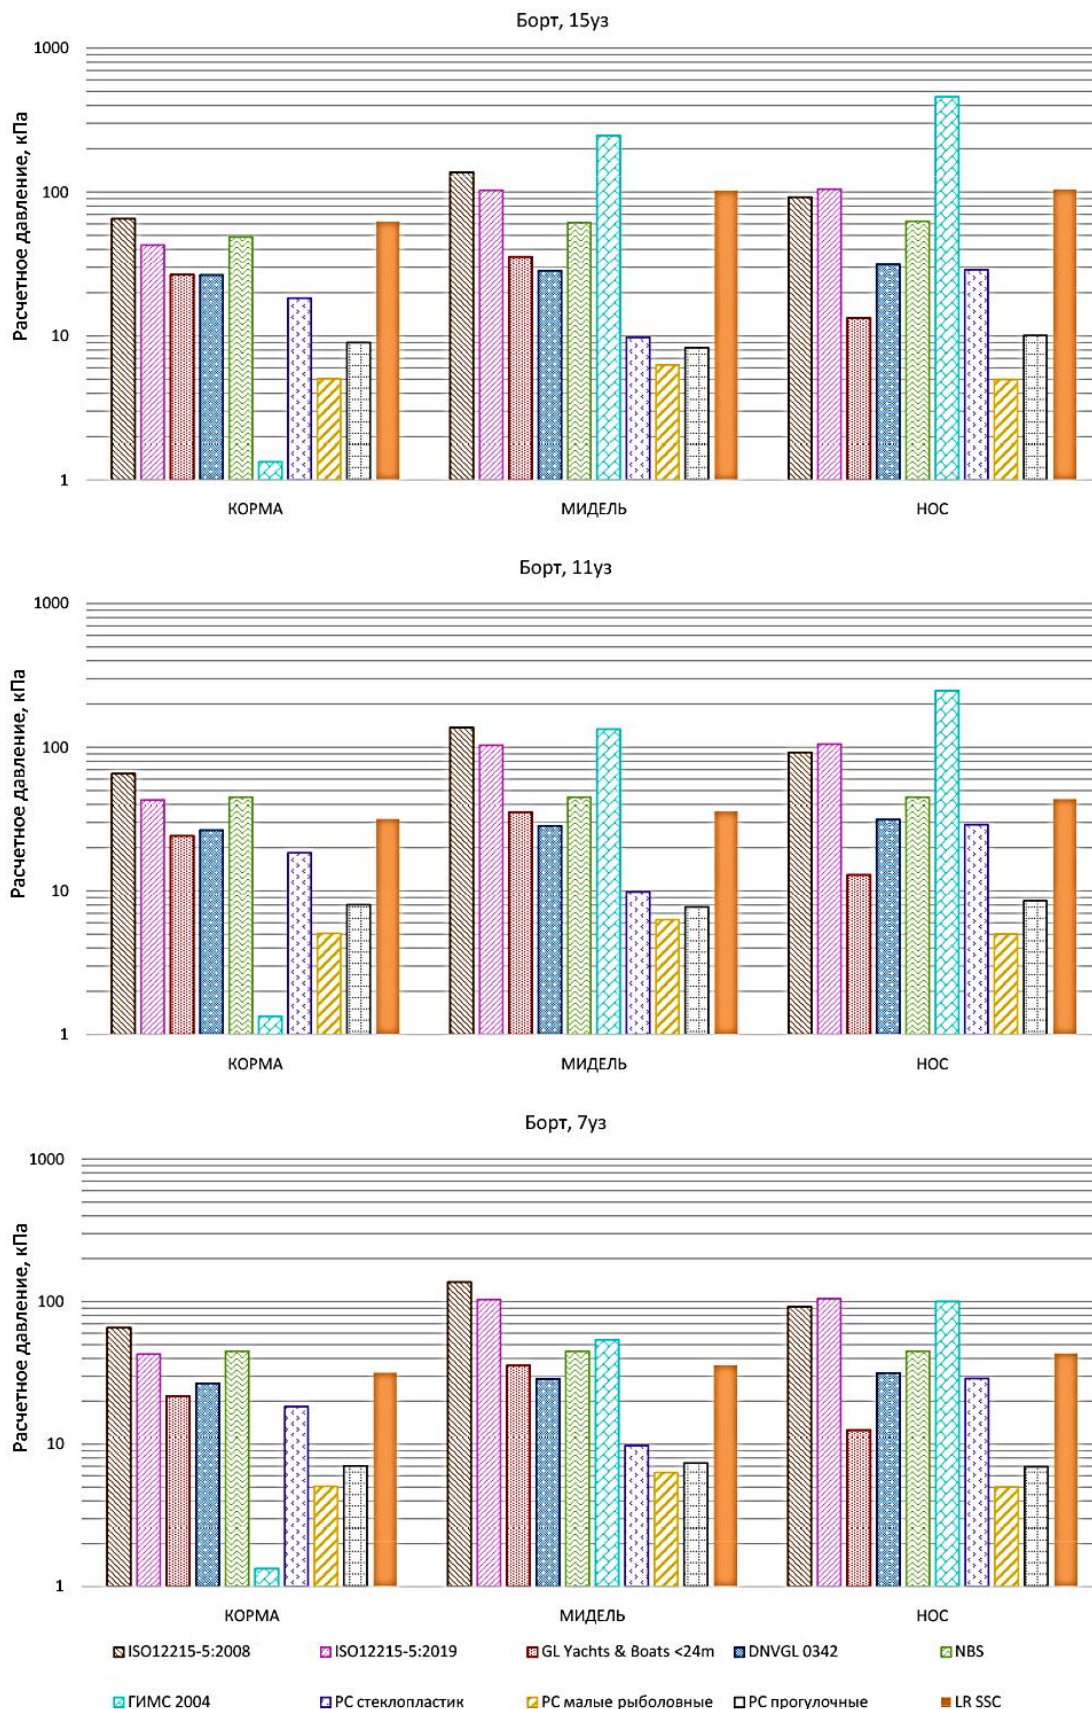 Борт, 15уз
Расчетное давление, кПа
1000
100
10
1
КОРМА МИДЕЛЬ НОС
Борт, 11уз
Расчетное давление, кПа
1000
100
10
1
КОРМА МИДЕЛЬ НОС
Борт, 7уз
Расчетное давление, кПа
1000
100
10
1
КОРМА МИДЕЛЬ НОС
ISO12215-5:2008 ISO12215-5:2019 GL Yachts & Boats <24m DNVGL 0342 NBS
ГИМС 2004 РС стеклопластик РС малые рыболовные РС прогулочные LR SSC